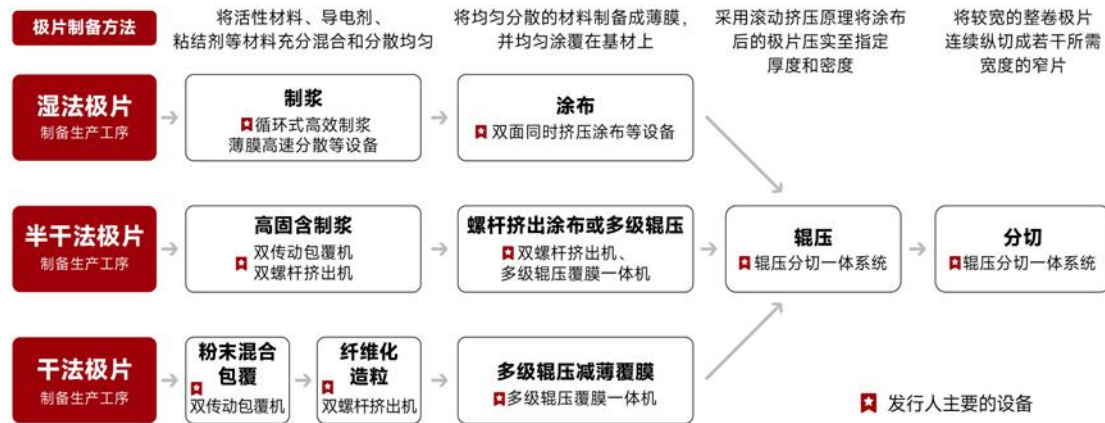 极片制备方法
将活性材料、导电剂、
粘结剂等材料充分混合和分散均匀
将均匀分散的材料制备成薄膜，
并均匀涂覆在基材上
采用滚动挤压原理将涂布
后的极片压实至指定
厚度和密度
将较宽的整卷极片
连续纵切成若干所需
宽度的窄片
湿法极片
制备生产工序
制浆
循环式高效制浆
薄膜高速分散等设备
涂布
双面同时挤压涂布等设备
半干法极片
制备生产工序
高固含制浆
双传动包覆机
双螺杆挤出机
螺杆挤出涂布或多级辊压
双螺杆挤出机、
多级辊压覆膜一体机
辊压
辊压分切一体系统
分切
辊压分切一体系统
干法极片
制备生产工序
粉末混合
包覆
双传动包覆机
纤维化
造粒
双螺杆挤出机
多级辊压减薄覆膜
多级辊压覆膜一体机
发行人主要的设备